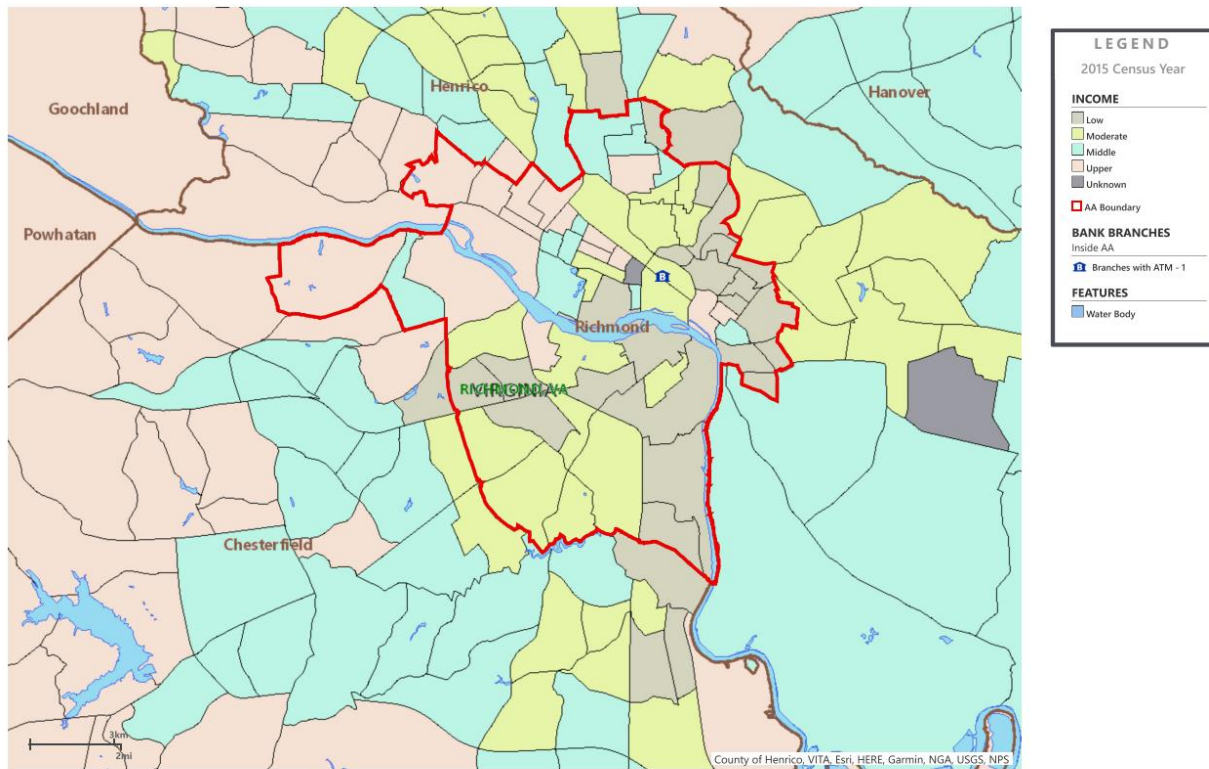 Goochland
Henrico
Hanover
Powhatan
Richmond
RICHMOND, VA
VIRGINIA
Chesterfield
3km
2mi
County of Henrico, VITA, Esri, HERE, Garmin, NGA, USGS, NPS
LEGEND
2015 Census Year
INCOME
Low
Moderate
Middle
Upper
Unknown
AA Boundary
BANK BRANCHES
Inside AA
B
Branches with ATM - 1
FEATURES
Water Body